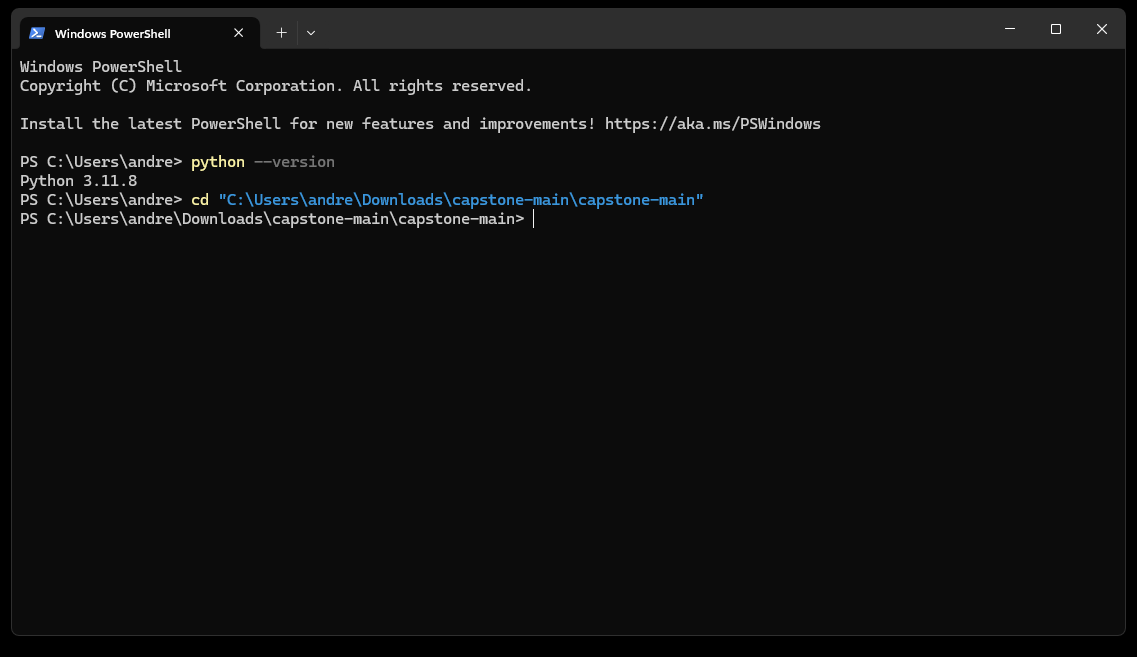 Windows PowerShell
Windows PowerShell
Copyright (C) Microsoft Corporation. All rights reserved.
Install the latest PowerShell for new features and improvements! https://aka.ms/PSWindows
PS C:\Users\andre> python --version
Python 3.11.8
PS C:\Users\andre> cd "C:\Users\andre\Downloads\capstone-main\capstone-main"
PS C:\Users\andre\Downloads\capstone-main\capstone-main>